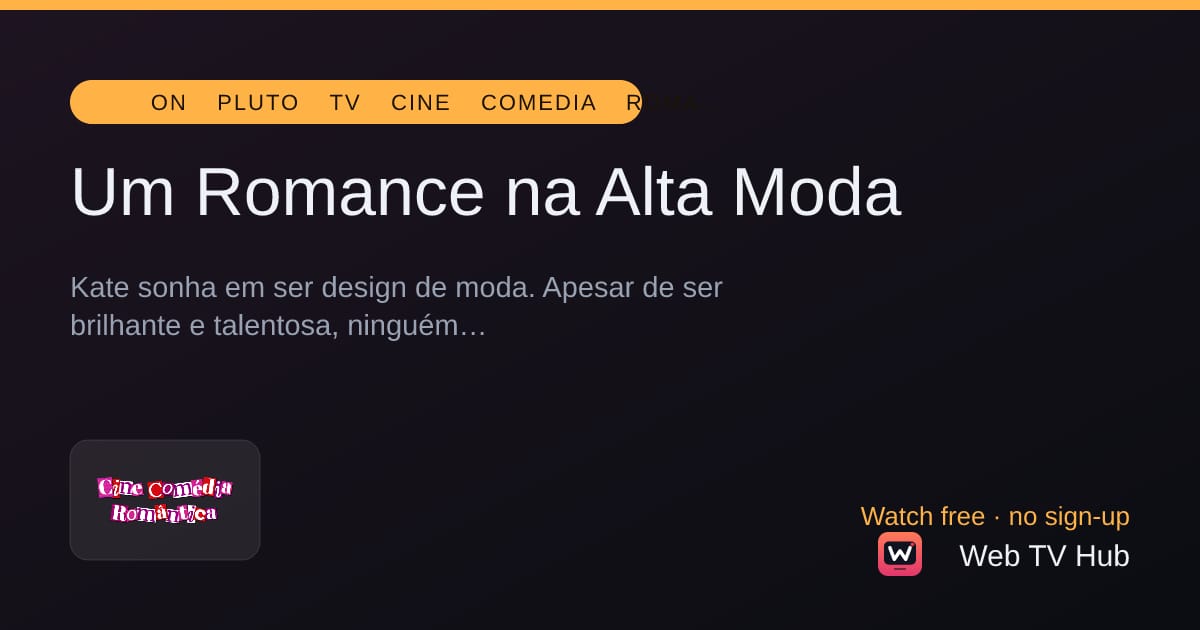 ON PLUTO TV CINE COMEDIA
Um Romance na Alta Moda
Kate sonha em ser design de moda. Apesar de ser
brilhante e talentosa, ninguém…
Cine Comédia
Romântica
Watch free · no sign-up
W
Web TV Hub